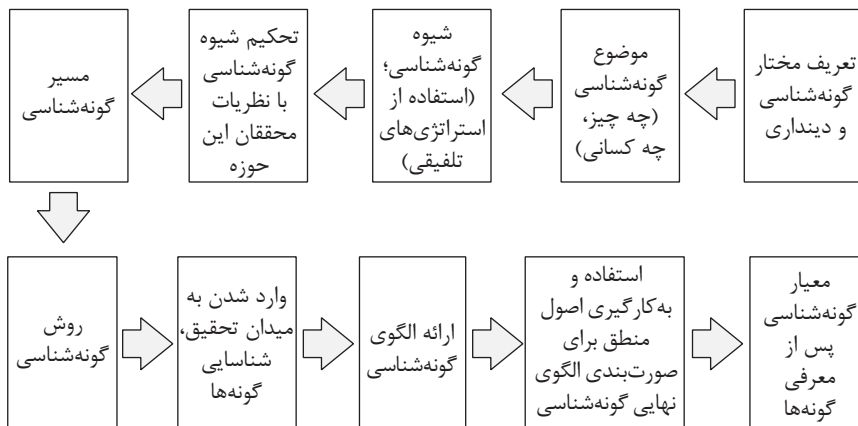 تعریف مختار
گونه‌شناسی
و دینداری
موضوع
گونه‌شناسی
(چه چیز،
چه کسانی)
شیوه
گونه‌شناسی؛
(استفاده از
استراتژی‌های
تلفیقی)
تحکیم شیوه
گونه‌شناسی
با نظریات
محققان این
حوزه
مسیر
گونه‌شناسی
روش
گونه‌شناسی
وارد شدن به
میدان تحقیق،
شناسایی
گونه‌ها
ارائه الگوی
گونه‌شناسی
استفاده و
به‌کارگیری اصول
منطق برای
صورت‌بندی الگوی
نهایی گونه‌شناسی
معیار
گونه‌شناسی
پس از
معرفی
گونه‌ها